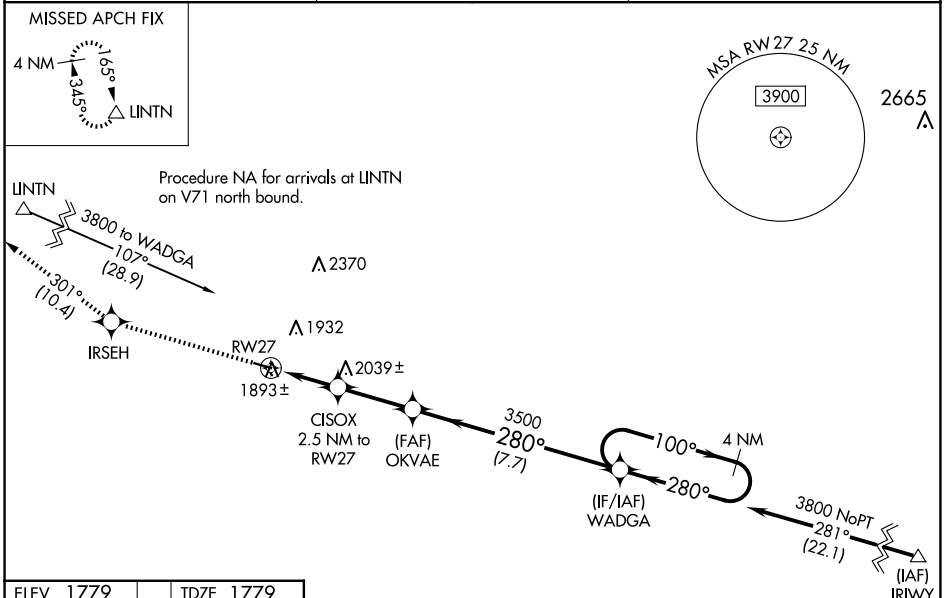 MISSED APCH FIX
4 NM
165°
345°
LINTN
MSA RW 27 25 NM
3900
2665
Procedure NA for arrivals at LINTN
on V71 north bound.
LINTN
3800 to WADGA
107°
(28.9)
2370
301°
(10.4)
1932
IRSEH
RW27
2039±
1893±
CISOX
2.5 NM to
RW27
(FAF)
OKVAE
3500
280°
(7.7)
100°
4 NM
280°
(IF/IAF)
WADGA
3800 NoPT
281°
(22.1)
(IAF)
IRIWY
ELEV 1779
TDZE 1779